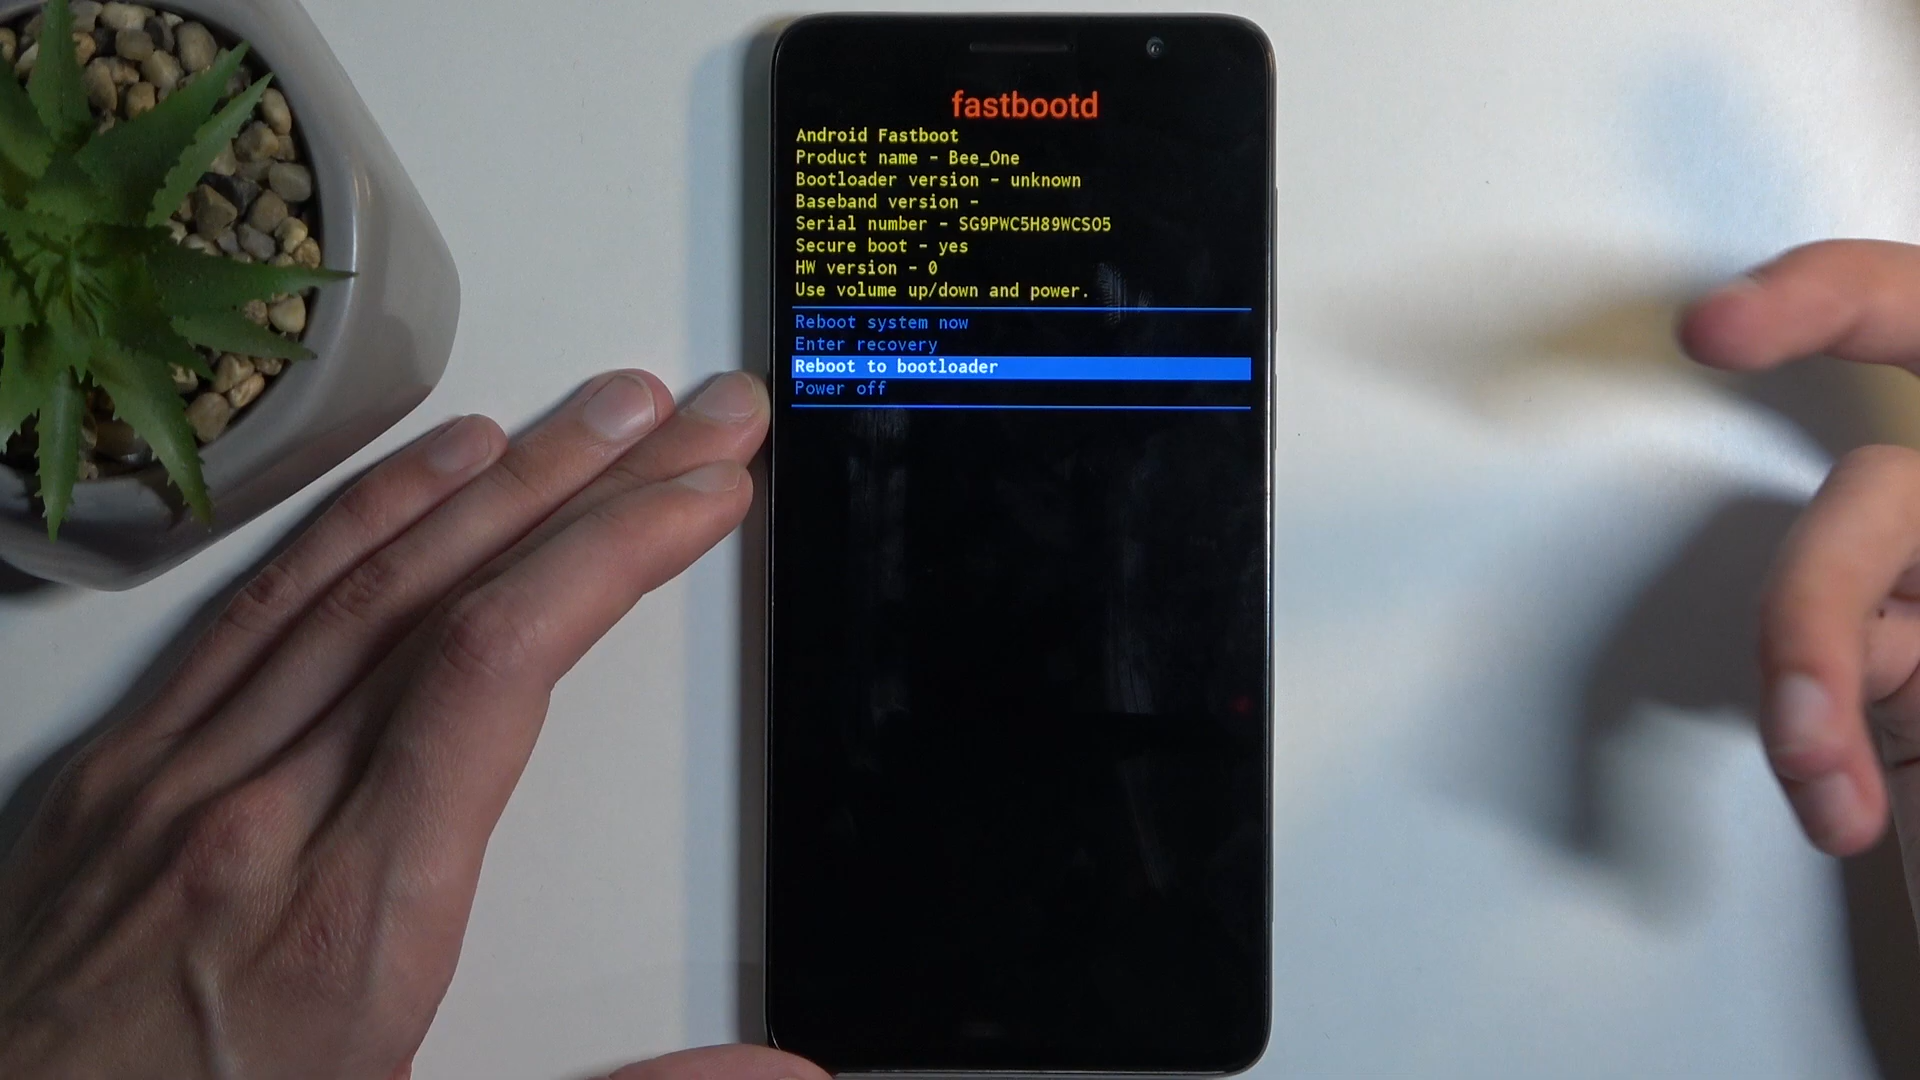 fastbootd
Android Fastboot
Product name - Bee_One
Bootloader version - unknown
Baseband version -
Serial number - SG9PWC5H89WCSO5
Secure boot - yes
HW version - 0
Use volume up/down and power.
Reboot system now
Enter recovery
Reboot to bootloader
Power off